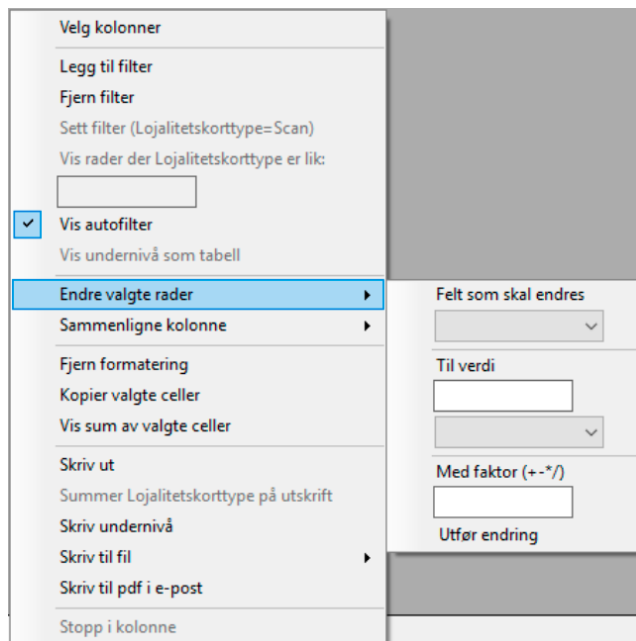 Velg kolonner
Legg til filter
Fjern filter
Sett filter (Lojalitetskorttype=Scan)
Vis rader der Lojalitetskorttype er lik:
Vis autofilter
Vis undernivå som tabell
Endre valgte rader
Sammenligne kolonne
Fjern formatering
Kopier valgte celler
Vis sum av valgte celler
Skriv ut
Summer Lojalitetskorttype på utskrift
Skriv undernivå
Skriv til fil
Skriv til pdf i e-post
Stopp i kolonne
Felt som skal endres
Til verdi
Med faktor (+-*/)
Utfør endring